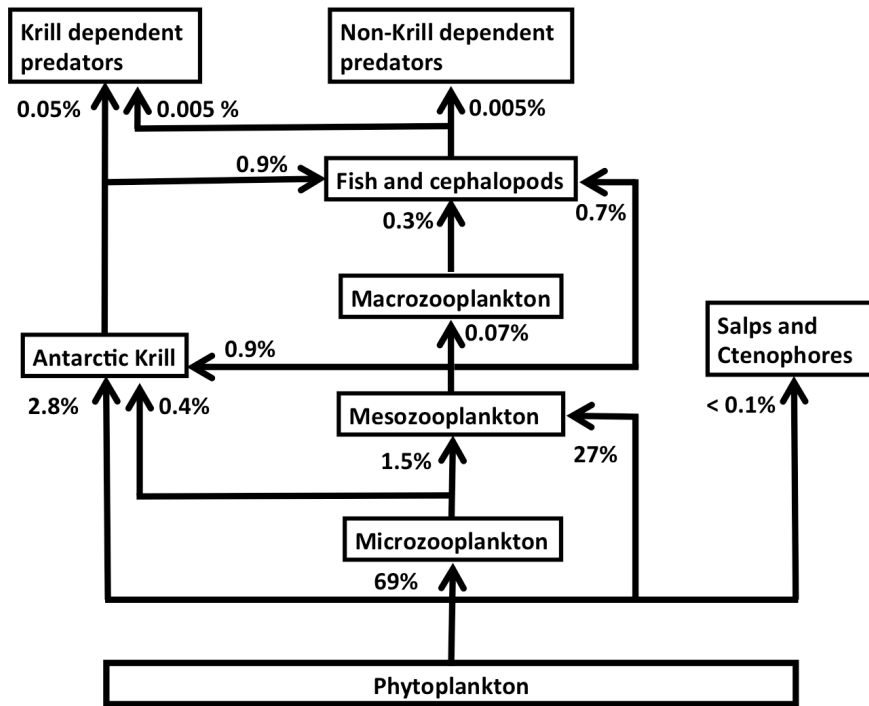 Krill dependent
predators
Non-Krill dependent
predators
0.05%
0.005 %
0.005%
0.9%
Fish and cephalopods
0.3%
0.7%
Macrozooplankton
Salps and
Ctenophores
0.07%
Antarctic Krill
0.9%
2.8%
0.4%
Mesozooplankton
< 0.1%
1.5%
27%
Microzooplankton
69%
Phytoplankton